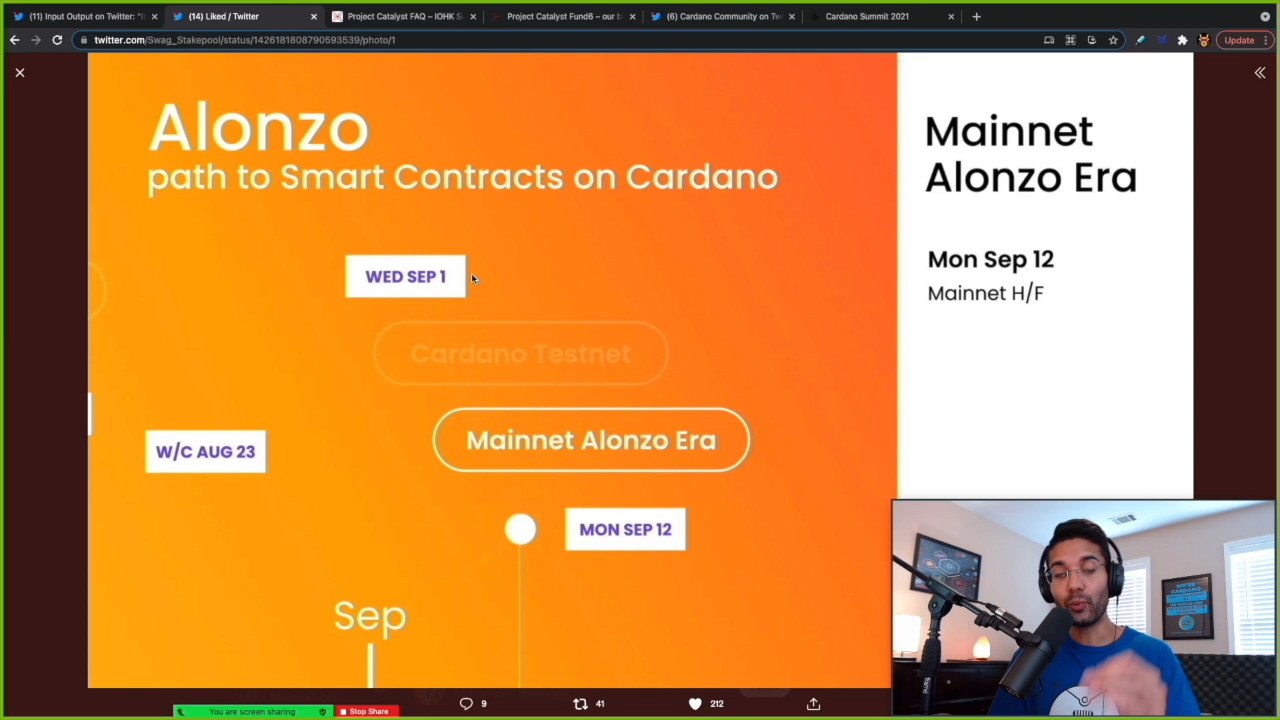 (11) Input Output on Twitter: "I
(14) Liked / Twitter
Project Catalyst FAQ – IOHK S
Project Catalyst Fund6 – our b
(6) Cardano Community on Tw
Cardano Summit 2021
twitter.com/Swag_Stakepool/status/1426181808790593539/photo/1
Update
Alonzo
path to Smart Contracts on Cardano
WED SEP 1
Cardano Testnet
Mainnet Alonzo Era
W/C AUG 23
MON SEP 12
Sep
Mainnet
Alonzo Era
Mon Sep 12
Mainnet H/F
9
41
212
You are screen sharing
Stop Share